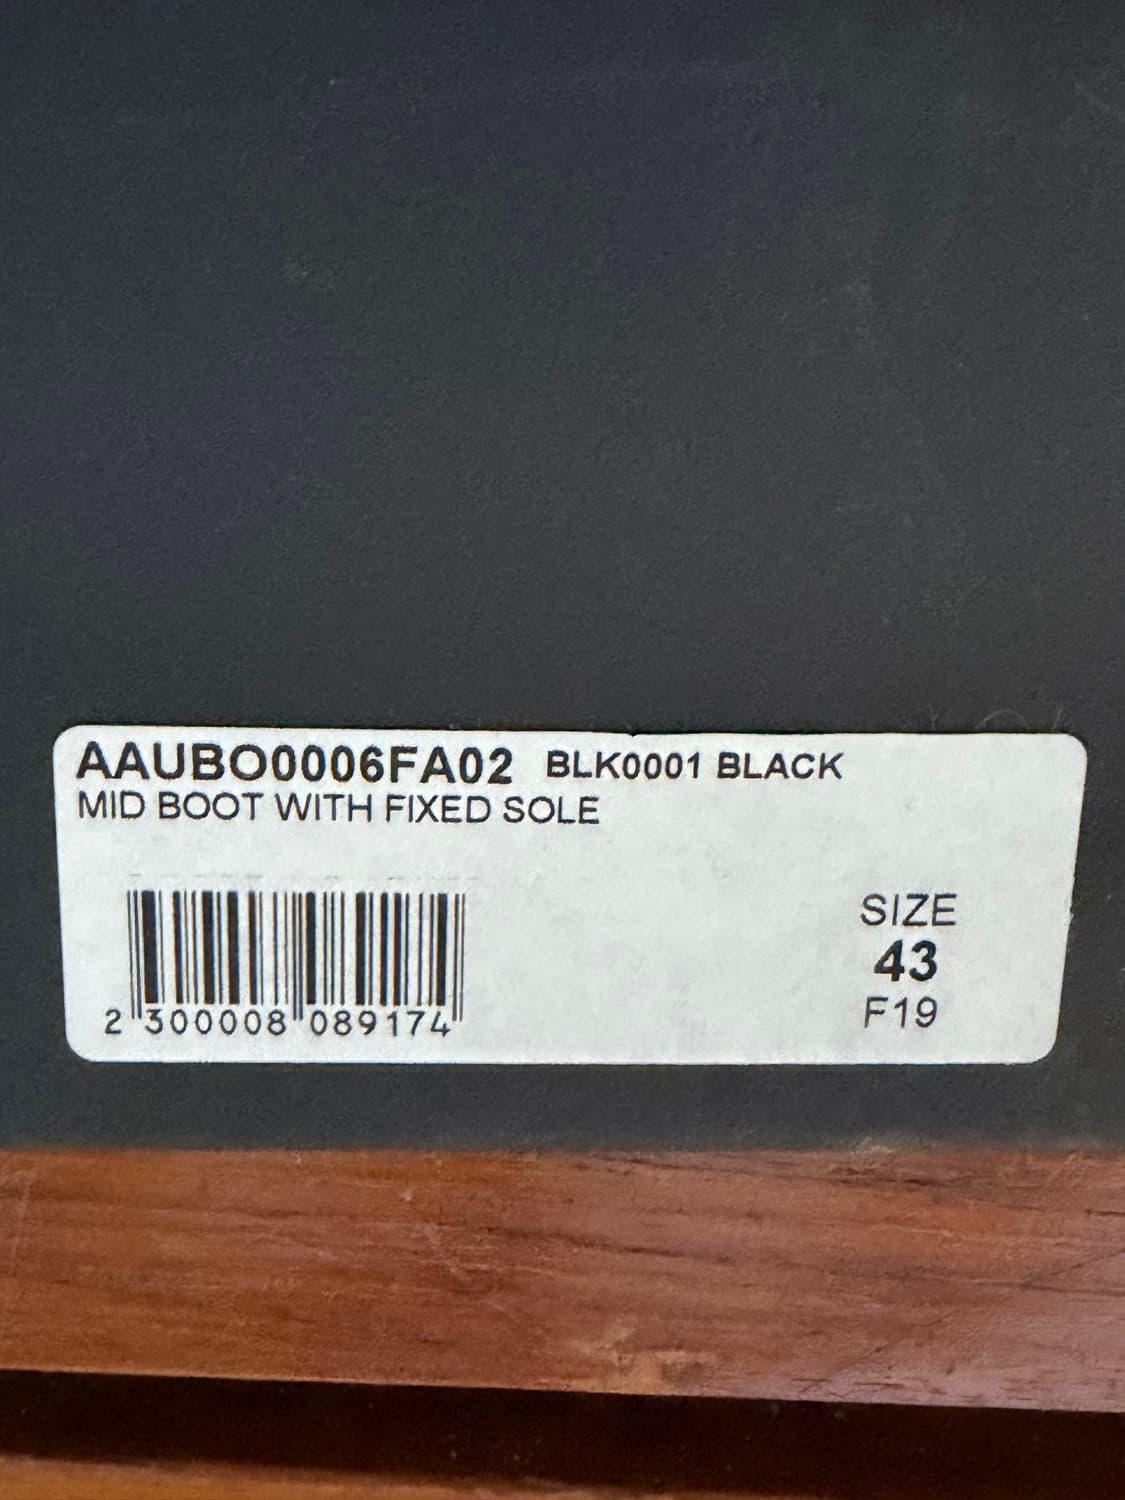 AAUBO0006FA02 BLK0001 BLACK
MID BOOT WITH FIXED SOLE
SIZE
43
F19
2 300008 089174